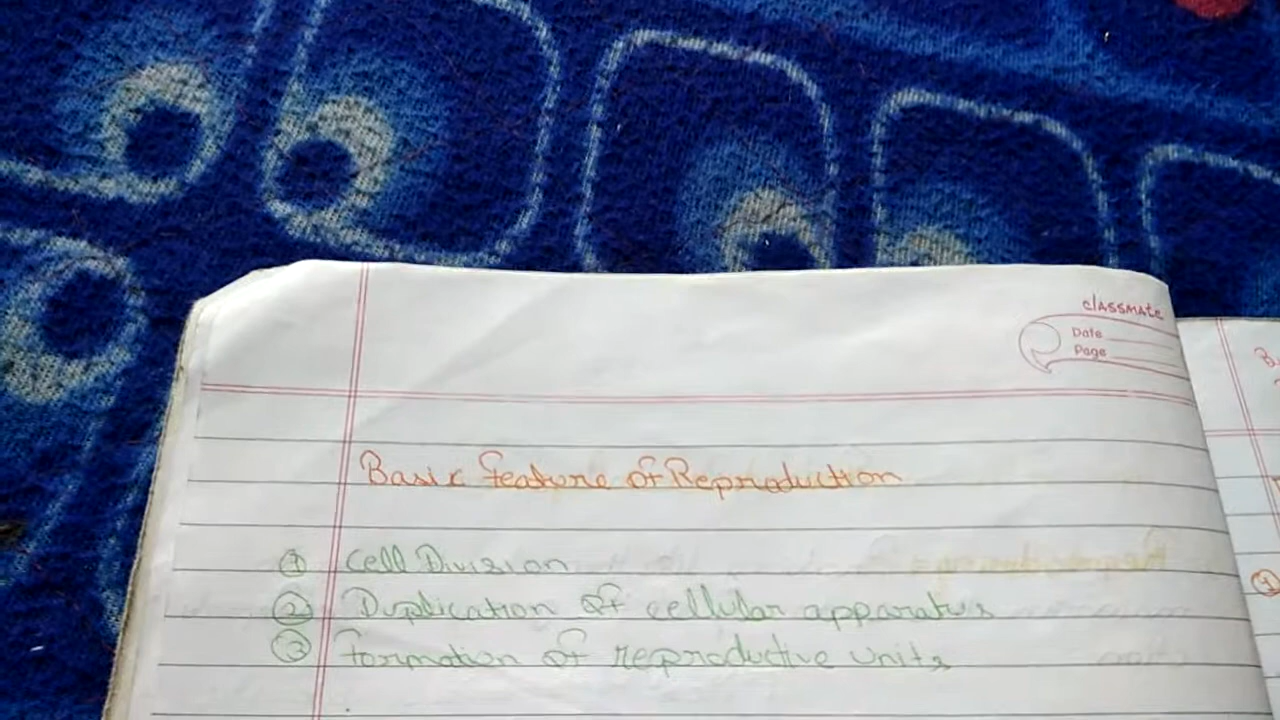 classmate
Date
Page
Basic feature of Reproduction
① Cell Division
② Duplication of cellular apparatus
③ formation of reproductive units